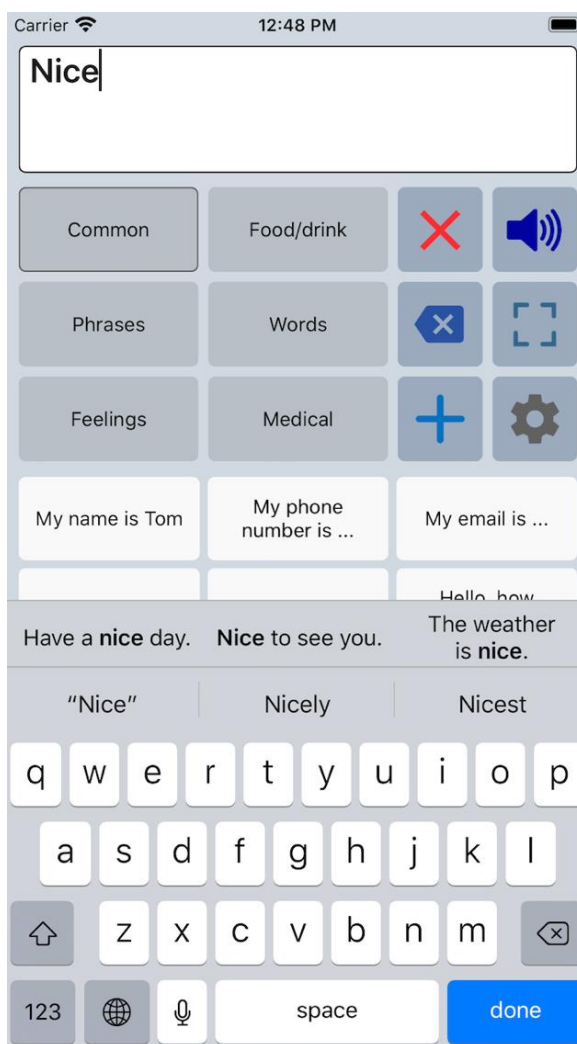 Carrier 12:48 PM
Nice
Common Food/drink
Phrases Words
Feelings Medical
My name is Tom
My phone
number is ...
My email is ...
Hello, how
Have a nice day.
Nice to see you.
The weather
is nice.
“Nice” Nicely Nicest
q w e r t y u i o p
a s d f g h j k l
z x c v b n m
123 space done